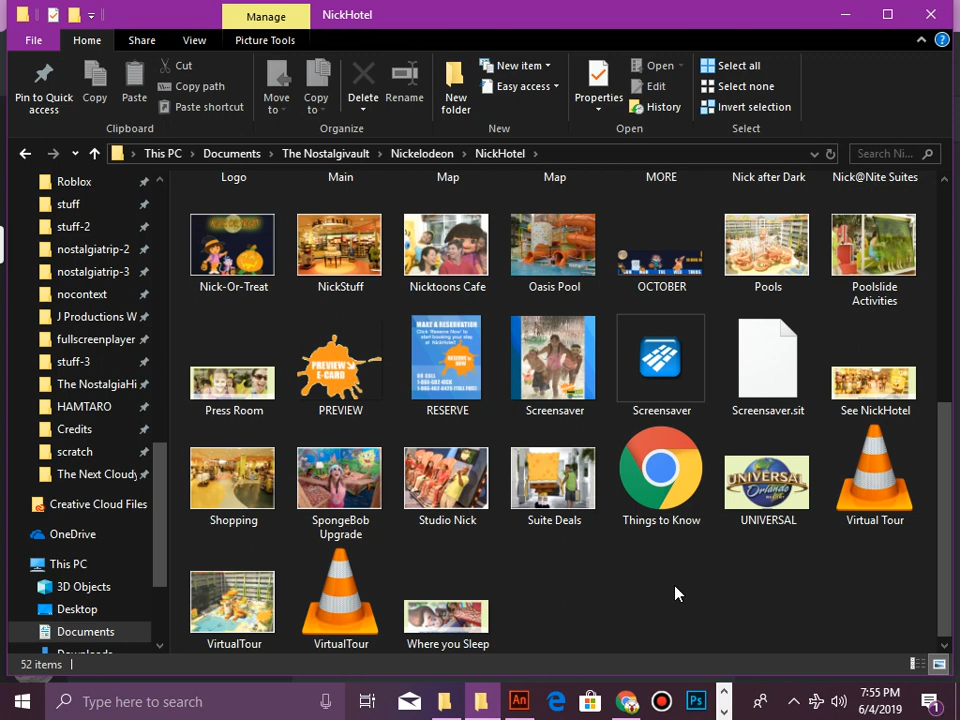 Manage
NickHotel
File
Home
Share
View
Picture Tools
Pin to Quick access
Copy
Paste
Cut
Copy path
Paste shortcut
Move to
Copy to
Delete
Rename
New folder
New item
Easy access
Properties
Open
Edit
History
Select all
Select none
Invert selection
Clipboard
Organize
New
Open
Select
This PC
Documents
The Nostalgivault
Nickelodeon
NickHotel
Search Ni...
Roblox
stuff
stuff-2
nostalgiatrip-2
nostalgiatrip-3
nocontext
J Productions W
fullscreenplayer
stuff-3
The NostalgiaHi
HAMTARO
Credits
scratch
The Next Cloudy
Creative Cloud Files
OneDrive
This PC
3D Objects
Desktop
Documents
Downloads
Logo
Main
Map
Map
MORE
Nick after Dark
Nick@Nite Suites
Nick-Or-Treat
NickStuff
Nicktoons Cafe
Oasis Pool
OCTOBER
Pools
Poolslide Activities
PREVIEW
E-CARD
MAKE A RESERVATION
Press Room
PREVIEW
RESERVE
Screensaver
Screensaver
Screensaver.sit
See NickHotel
UNIVERSAL
Orlando
Shopping
SpongeBob Upgrade
Studio Nick
Suite Deals
Things to Know
UNIVERSAL
Virtual Tour
VirtualTour
VirtualTour
Where you Sleep
52 items
Type here to search
An
Ps
7:55 PM
6/4/2019
1